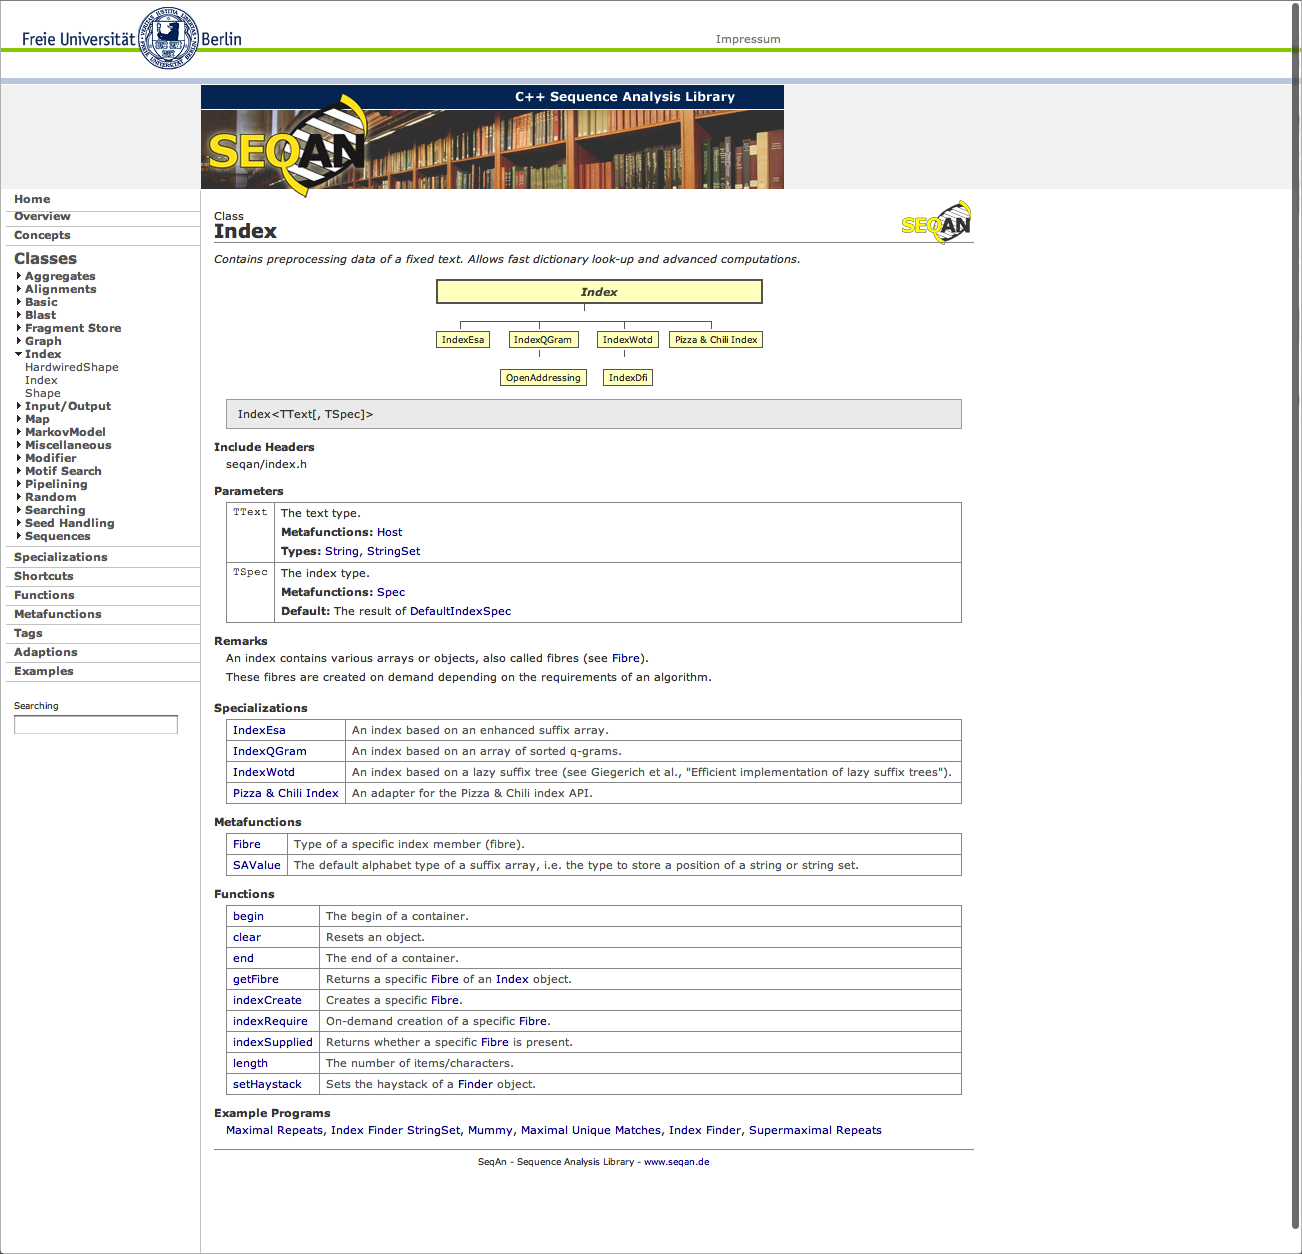 Freie Universität Berlin
Impressum
C++ Sequence Analysis Library
SEQAN
Home
Overview
Concepts
Classes
Aggregates
Alignments
Basic
Blast
Fragment Store
Graph
Index
HardwiredShape
Index
Shape
Input/Output
Map
MarkovModel
Miscellaneous
Modifier
Motif Search
Pipelining
Random
Searching
Seed Handling
Sequences
Specializations
Shortcuts
Functions
Metafunctions
Tags
Adaptions
Examples
Searching
Class
Index
SEQAN
Contains preprocessing data of a fixed text. Allows fast dictionary look-up and advanced computations.
Index
IndexEsa IndexQGram IndexWotd Pizza & Chili Index
OpenAddressing IndexDfi
Index<TText[, TSpec]>
Include Headers
seqan/index.h
Parameters
TText The text type.
Metafunctions: Host
Types: String, StringSet
TSpec The index type.
Metafunctions: Spec
Default: The result of DefaultIndexSpec
Remarks
An index contains various arrays or objects, also called fibres (see Fibre).
These fibres are created on demand depending on the requirements of an algorithm.
Specializations
IndexEsa An index based on an enhanced suffix array.
IndexQGram An index based on an array of sorted q-grams.
IndexWotd An index based on a lazy suffix tree (see Giegerich et al., "Efficient implementation of lazy suffix trees").
Pizza & Chili Index An adapter for the Pizza & Chili index API.
Metafunctions
Fibre Type of a specific index member (fibre).
SAValue The default alphabet type of a suffix array, i.e. the type to store a position of a string or string set.
Functions
begin The begin of a container.
clear Resets an object.
end The end of a container.
getFibre Returns a specific Fibre of an Index object.
indexCreate Creates a specific Fibre.
indexRequire On-demand creation of a specific Fibre.
indexSupplied Returns whether a specific Fibre is present.
length The number of items/characters.
setHaystack Sets the haystack of a Finder object.
Example Programs
Maximal Repeats, Index Finder StringSet, Mummy, Maximal Unique Matches, Index Finder, Supermaximal Repeats
SeqAn - Sequence Analysis Library - www.seqan.de